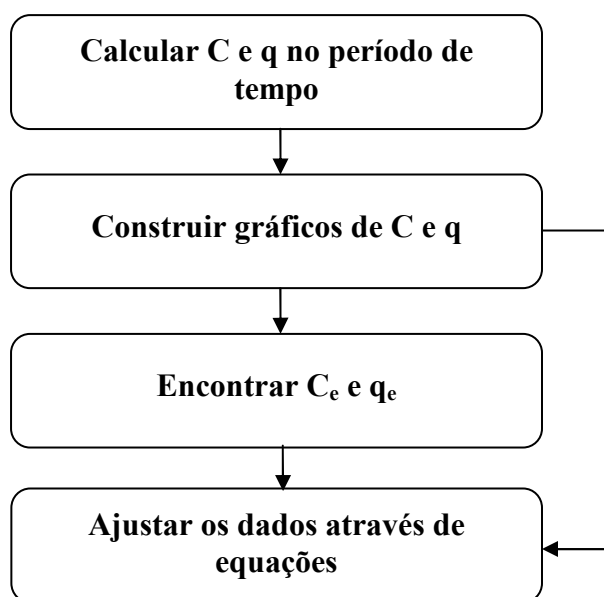 Calcular C e q no período de
tempo
Construir gráficos de C e q
Encontrar Cₑ e qₑ
Ajustar os dados através de
equações